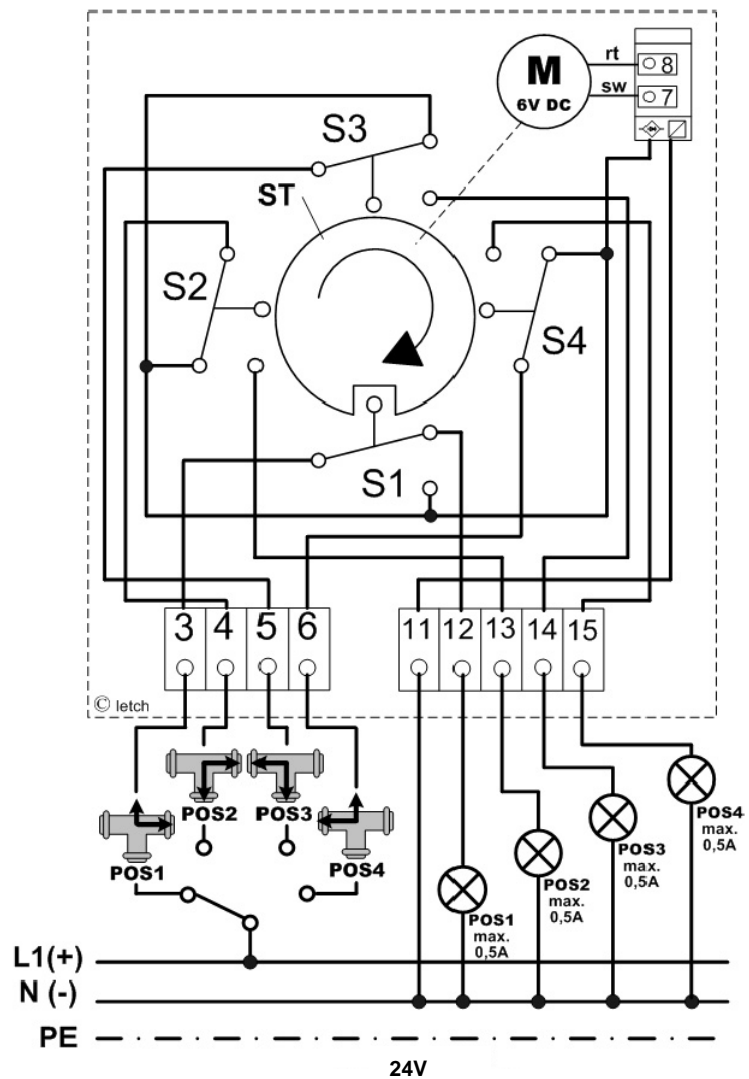 rt
8
M
sw
7
6V DC
S3
ST
S2
S4
S1
3
4
5
6
11
12
13
14
15
© letch
POS2
POS3
POS1
POS4
POS4
max.
0,5A
POS3
max.
0,5A
POS2
max.
0,5A
POS1
max.
0,5A
L1(+)
N (-)
PE
24V